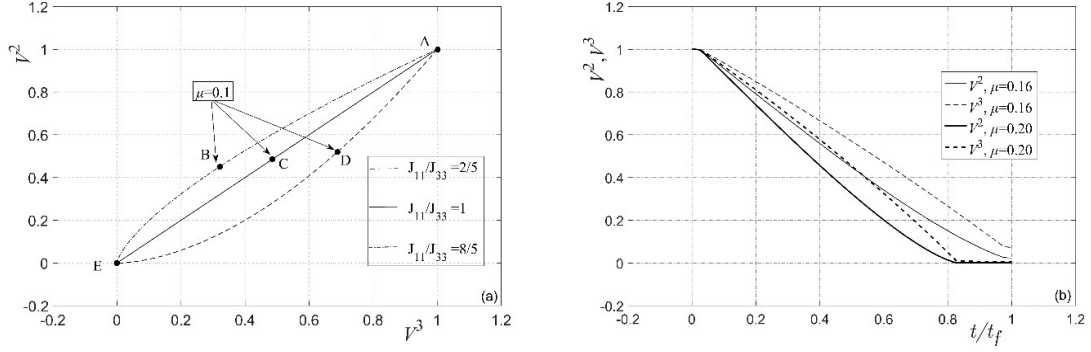 1.2
1
0.8
0.6
0.4
0.2
0
-0.2
-0.2 0 0.2 0.4 0.6 0.8 1 1.2
V²
V³
A
μ=0.1
B
C
D
E
J₁₁/J₃₃ =2/5
J₁₁/J₃₃ =1
J₁₁/J₃₃ =8/5
(a)
1.2
1
0.8
0.6
0.4
0.2
0
-0.2
-0.2 0 0.2 0.4 0.6 0.8 1 1.2
V², V³
t/t_f
V², μ=0.16
V³, μ=0.16
V², μ=0.20
V³, μ=0.20
(b)